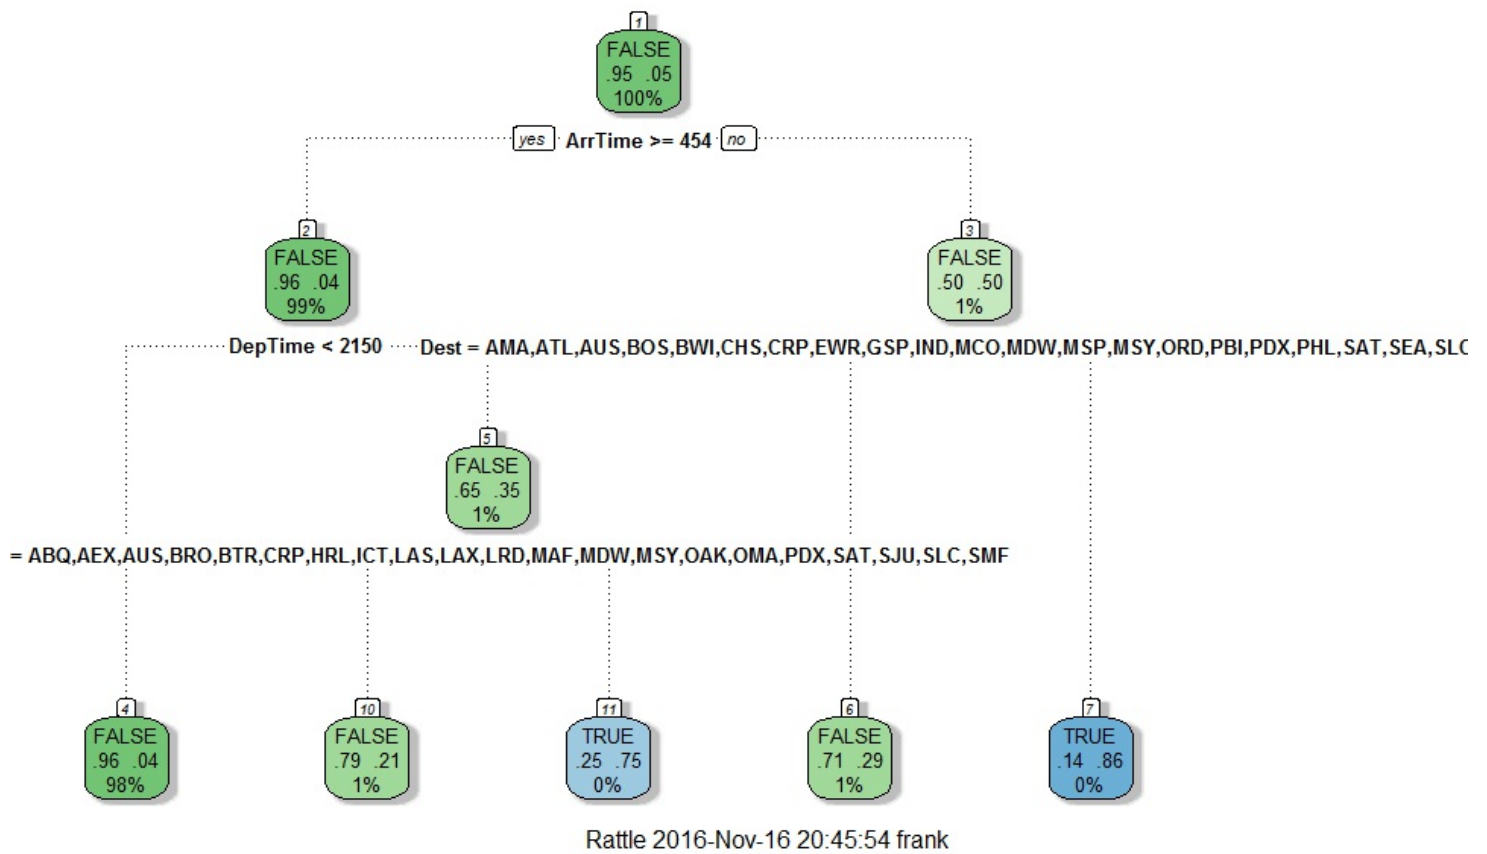 1
FALSE
.95 .05
100%
yes ArrTime >= 454 no
2
FALSE
.96 .04
99%
3
FALSE
.50 .50
1%
DepTime < 2150
Dest = AMA,ATL,AUS,BOS,BWI,CHS,CRP,EWR,GSP,IND,MCO,MDW,MSP,MSY,ORD,PBI,PDX,PHL,SAT,SEA,SLC
5
FALSE
.65 .35
1%
= ABQ,AEX,AUS,BRO,BTR,CRP,HRL,ICT,LAS,LAX,LRD,MAF,MDW,MSY,OAK,OMA,PDX,SAT,SJU,SLC,SMF
4
FALSE
.96 .04
98%
10
FALSE
.79 .21
1%
11
TRUE
.25 .75
0%
6
FALSE
.71 .29
1%
7
TRUE
.14 .86
0%
Rattle 2016-Nov-16 20:45:54 frank